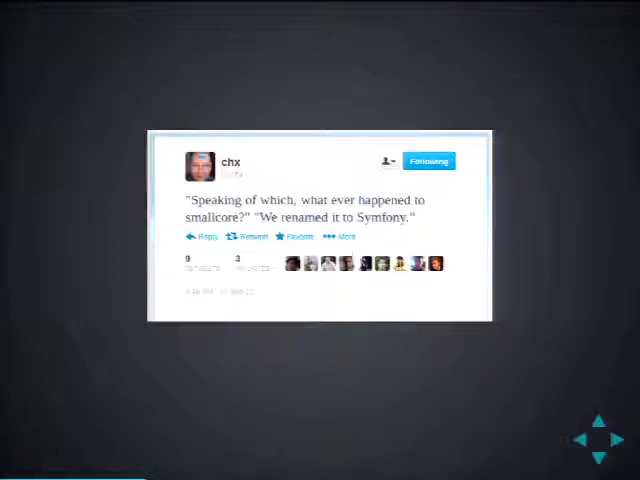 chx
Following
"Speaking of which, what ever happened to
smallcore?" "We renamed it to Symfony."
Reply Retweet Favorite More
9 3
RETWEETS